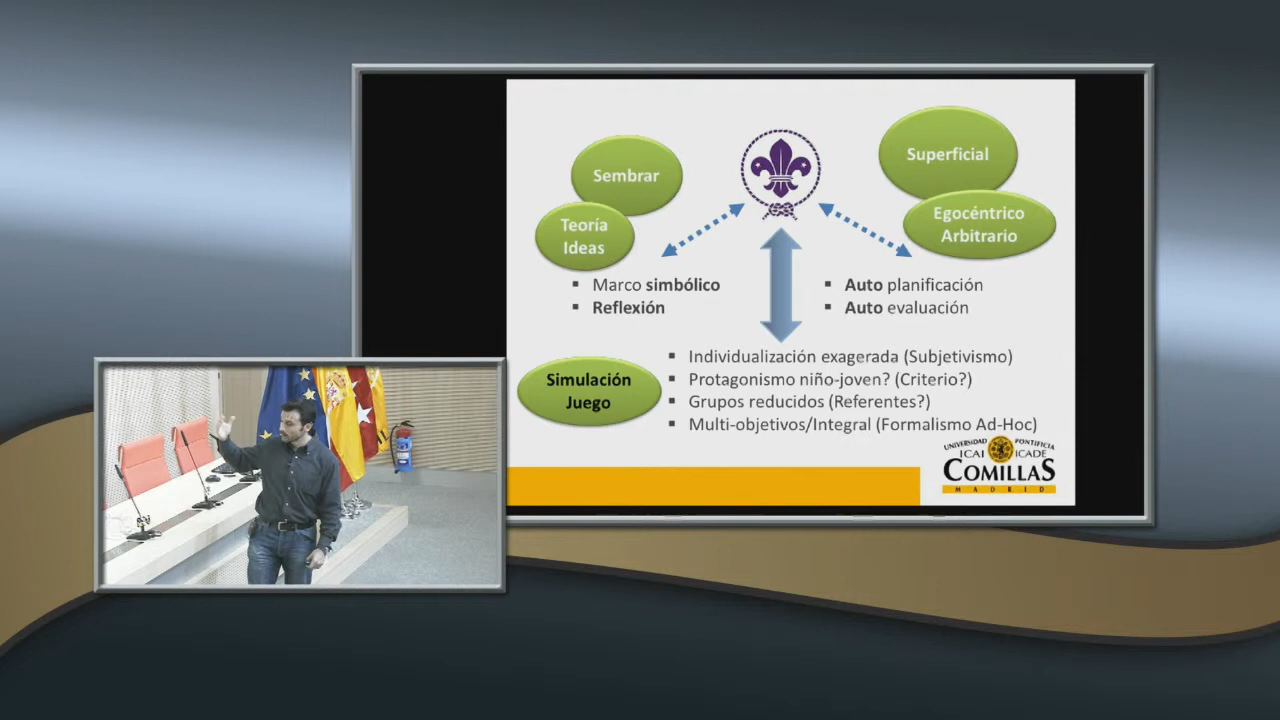 Sembrar
Teoría
Ideas
Superficial
Egocéntrico
Arbitrario
▪ Marco simbólico
▪ Reflexión
▪ Auto planificación
▪ Auto evaluación
Simulación
Juego
▪ Individualización exagerada (Subjetivismo)
▪ Protagonismo niño-joven? (Criterio?)
▪ Grupos reducidos (Referentes?)
▪ Multi-objetivos/Integral (Formalismo Ad-Hoc)
UNIVERSIDAD PONTIFICIA
ICAI ICADE
COMILLAS
MADRID